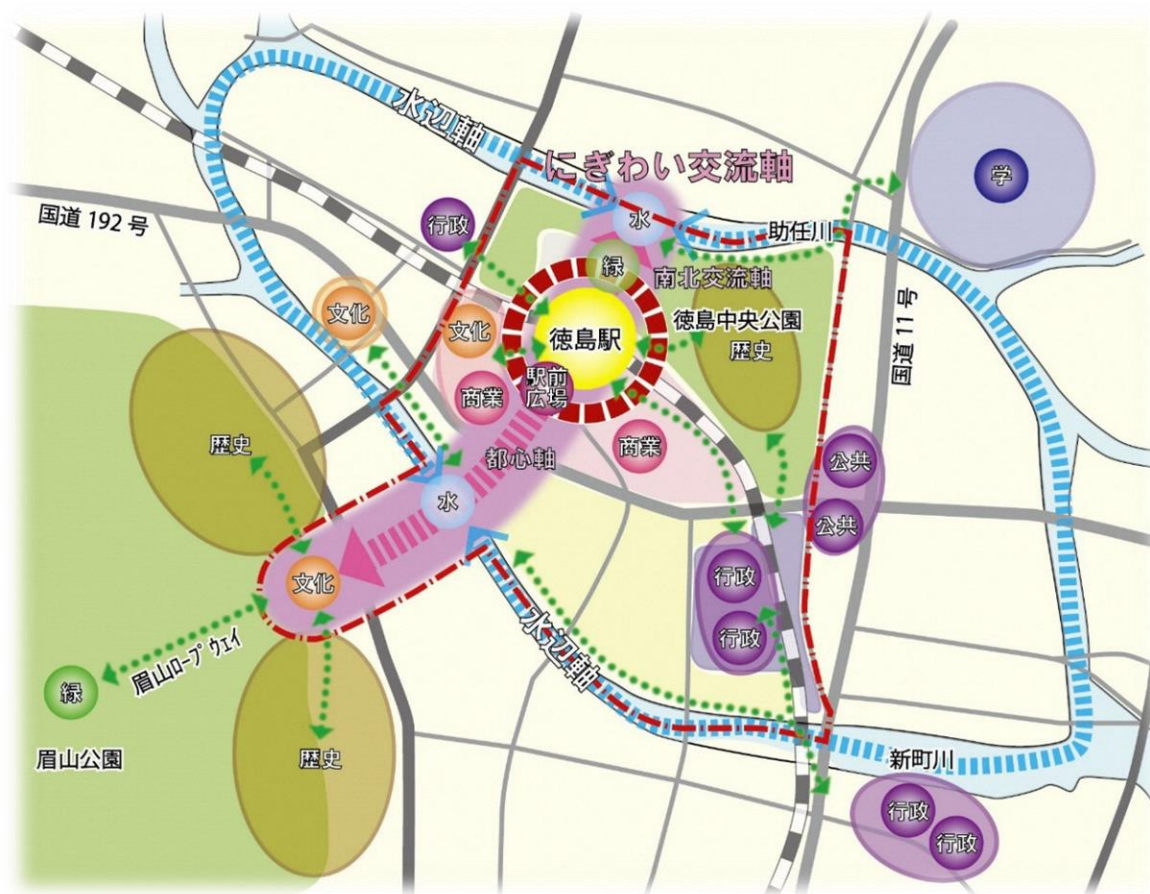 水辺軸
にぎわい交流軸
学
国道 192 号
行政
水
助任川
緑
南北交流軸
文化
文化
徳島駅
徳島中央公園
歴史
国道 11 号
駅前
広場
商業
商業
歴史
都心軸
公共
水
公共
文化
行政
行政
水辺軸
眉山ロープウェイ
緑
眉山公園
歴史
新町川
行政
行政